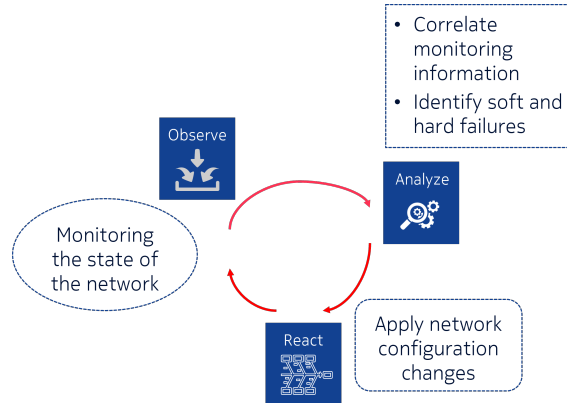 • Correlate
monitoring
information
• Identify soft and
hard failures
Observe
Analyze
Monitoring
the state of
the network
React
Apply network
configuration
changes